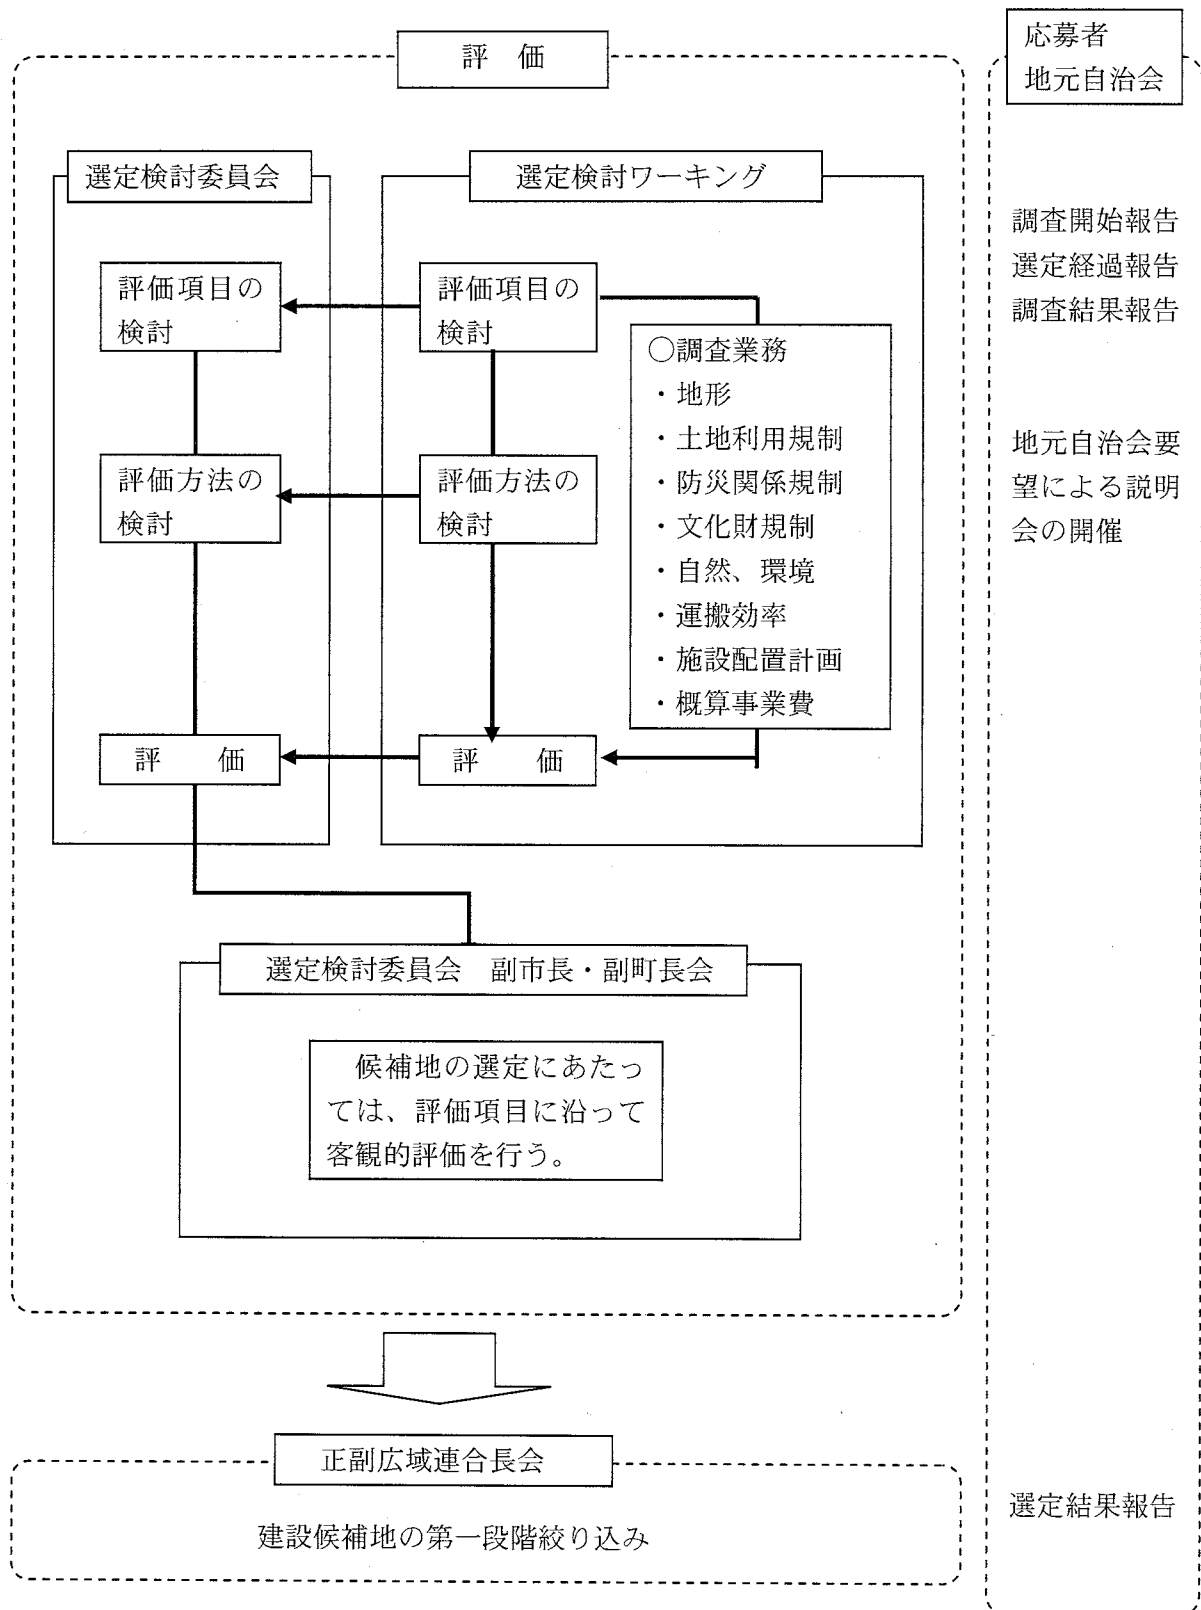 評　価
応募者
地元自治会
選定検討委員会
選定検討ワーキング
評価項目の
検討
評価項目の
検討
評価方法の
検討
評価方法の
検討
○調査業務
・地形
・土地利用規制
・防災関係規制
・文化財規制
・自然、環境
・運搬効率
・施設配置計画
・概算事業費
評　価
評　価
調査開始報告
選定経過報告
調査結果報告
地元自治会要
望による説明
会の開催
選定検討委員会　副市長・副町長会
候補地の選定にあたっ
ては、評価項目に沿って
客観的評価を行う。
正副広域連合長会
建設候補地の第一段階絞り込み
選定結果報告